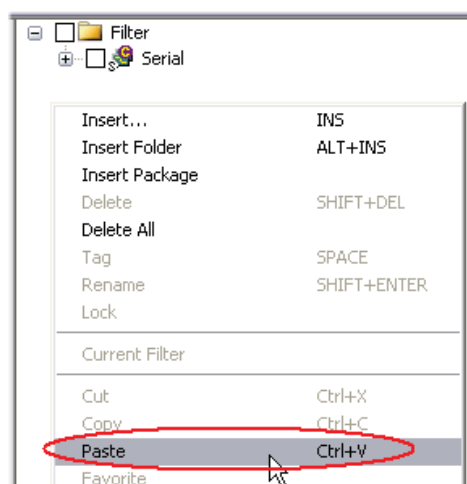 Filter
Serial
Insert... INS
Insert Folder ALT+INS
Insert Package
Delete SHIFT+DEL
Delete All
Tag SPACE
Rename SHIFT+ENTER
Lock
Current Filter
Cut Ctrl+X
Copy Ctrl+C
Paste Ctrl+V
Favorite